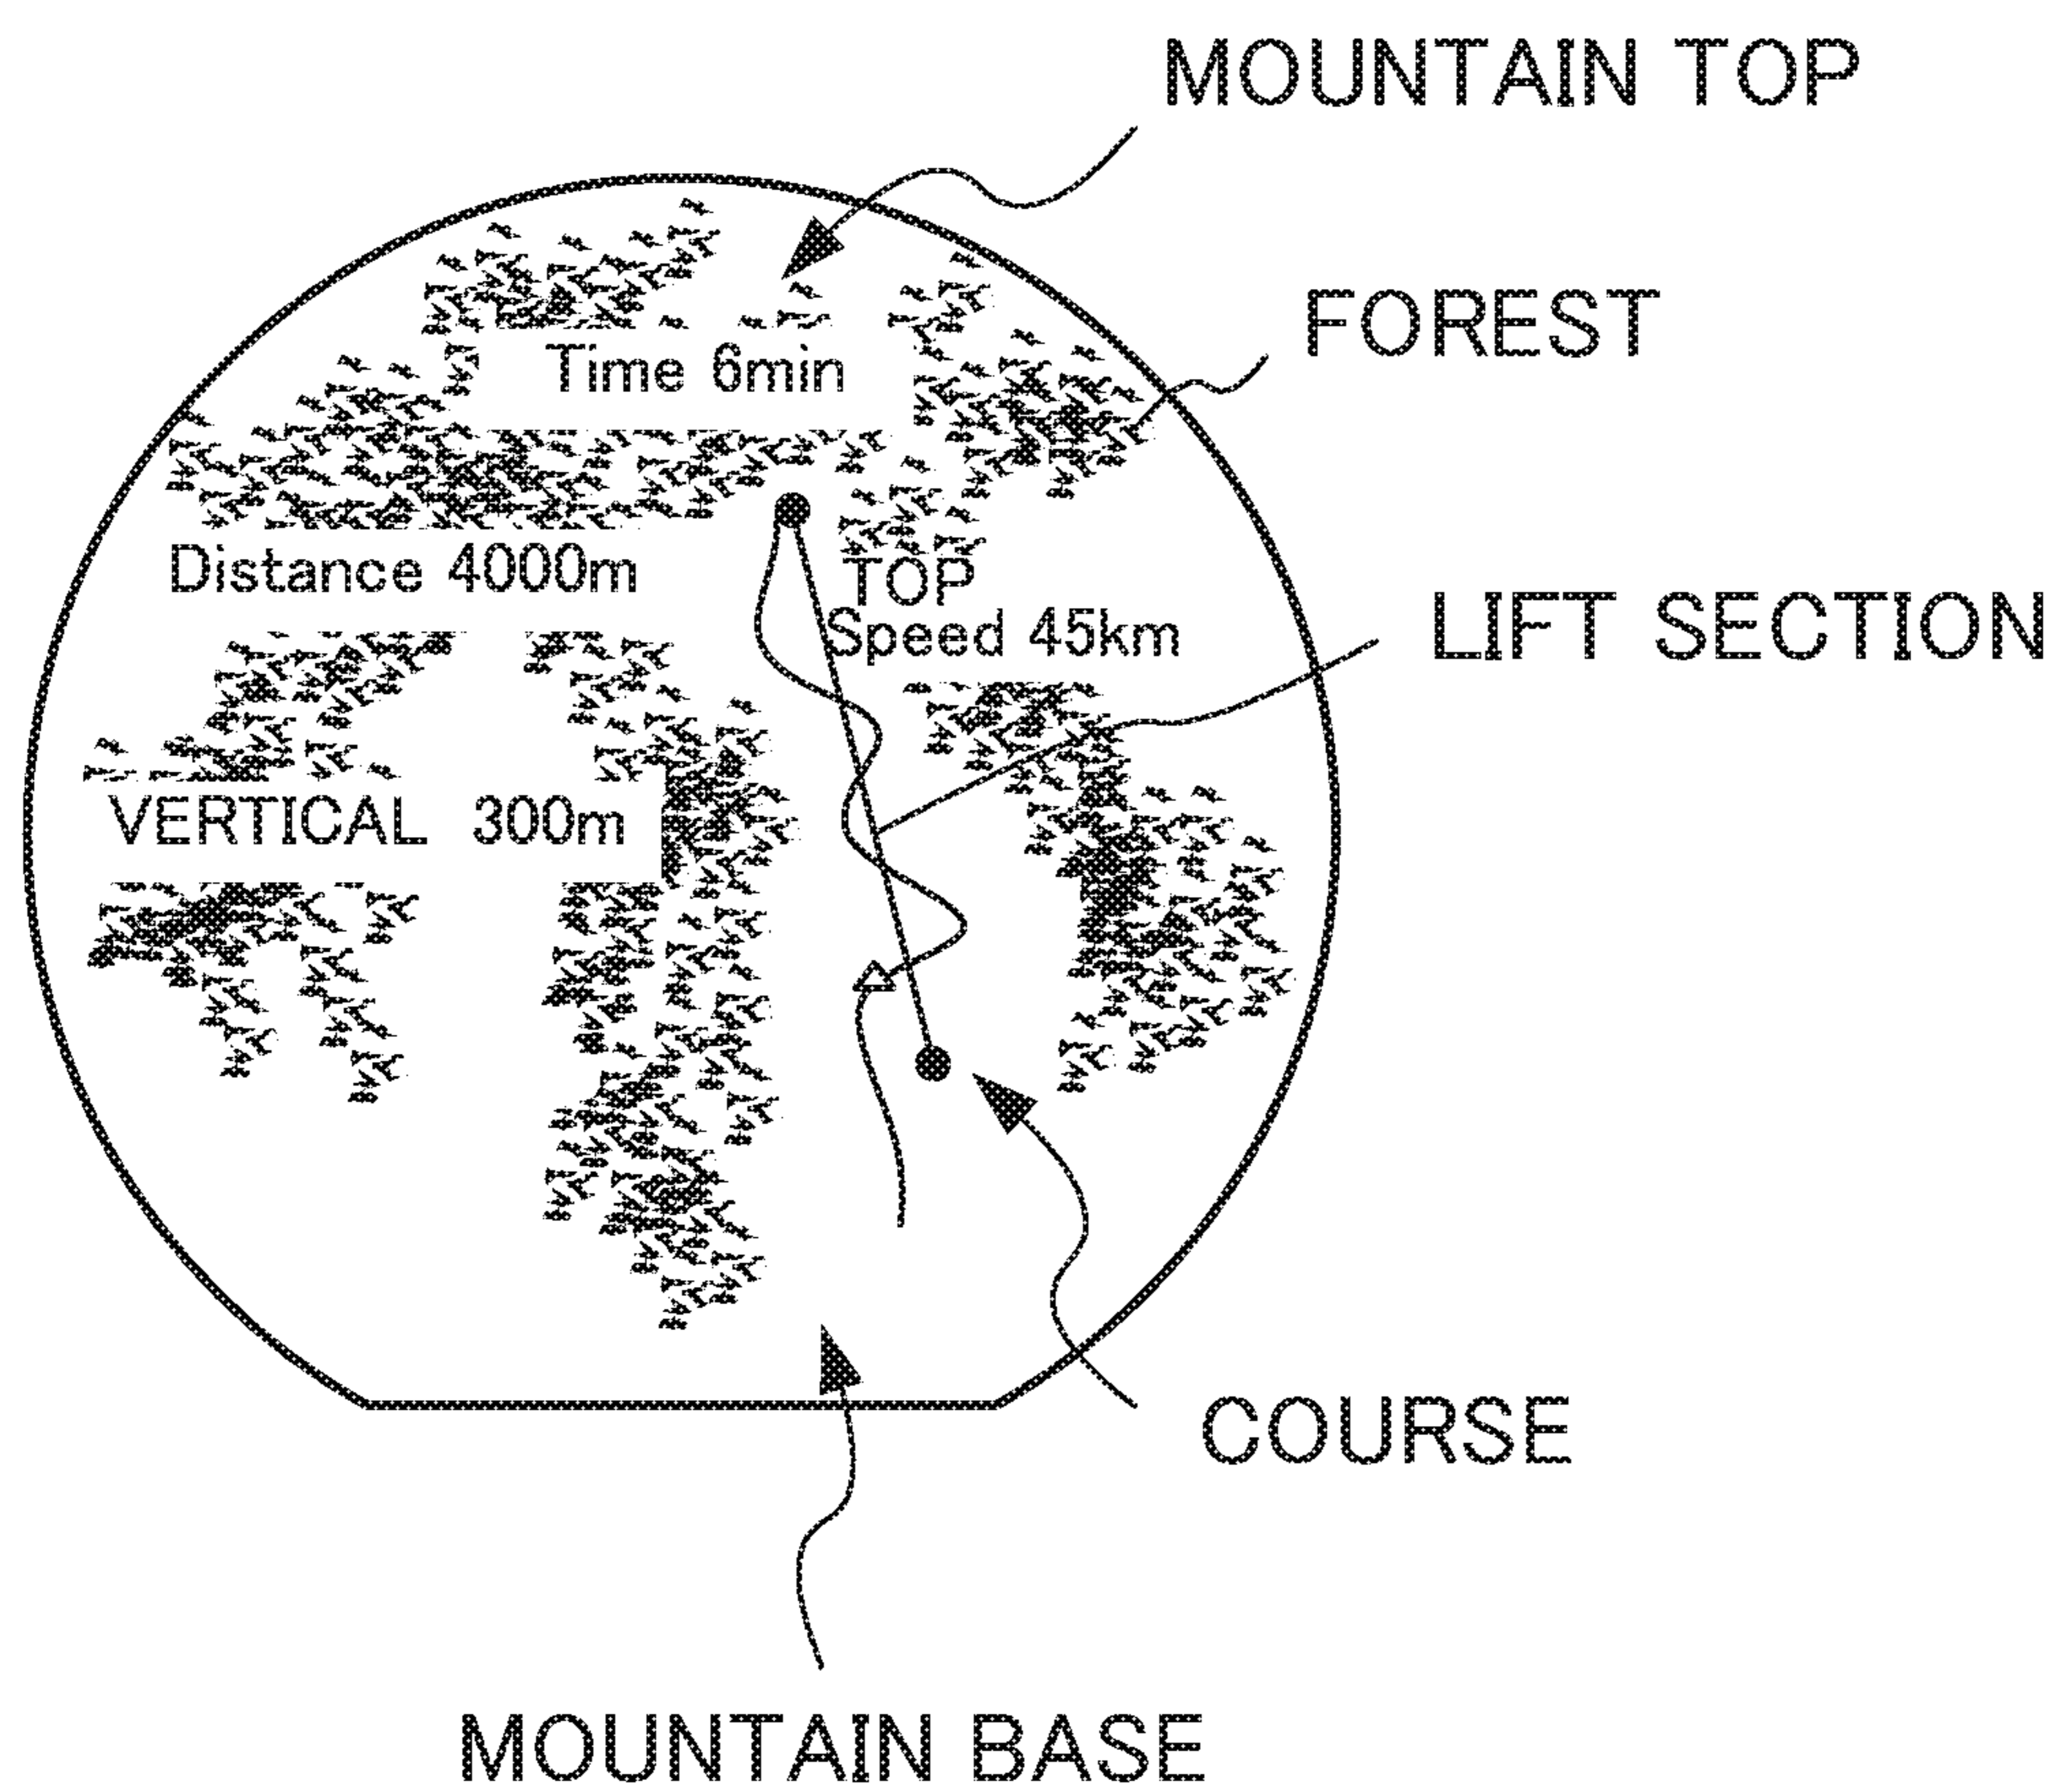 MOUNTAIN TOP
FOREST
Time 6min
Distance 4000m
TOP
Speed 45km
LIFT SECTION
VERTICAL 300m
COURSE
MOUNTAIN BASE